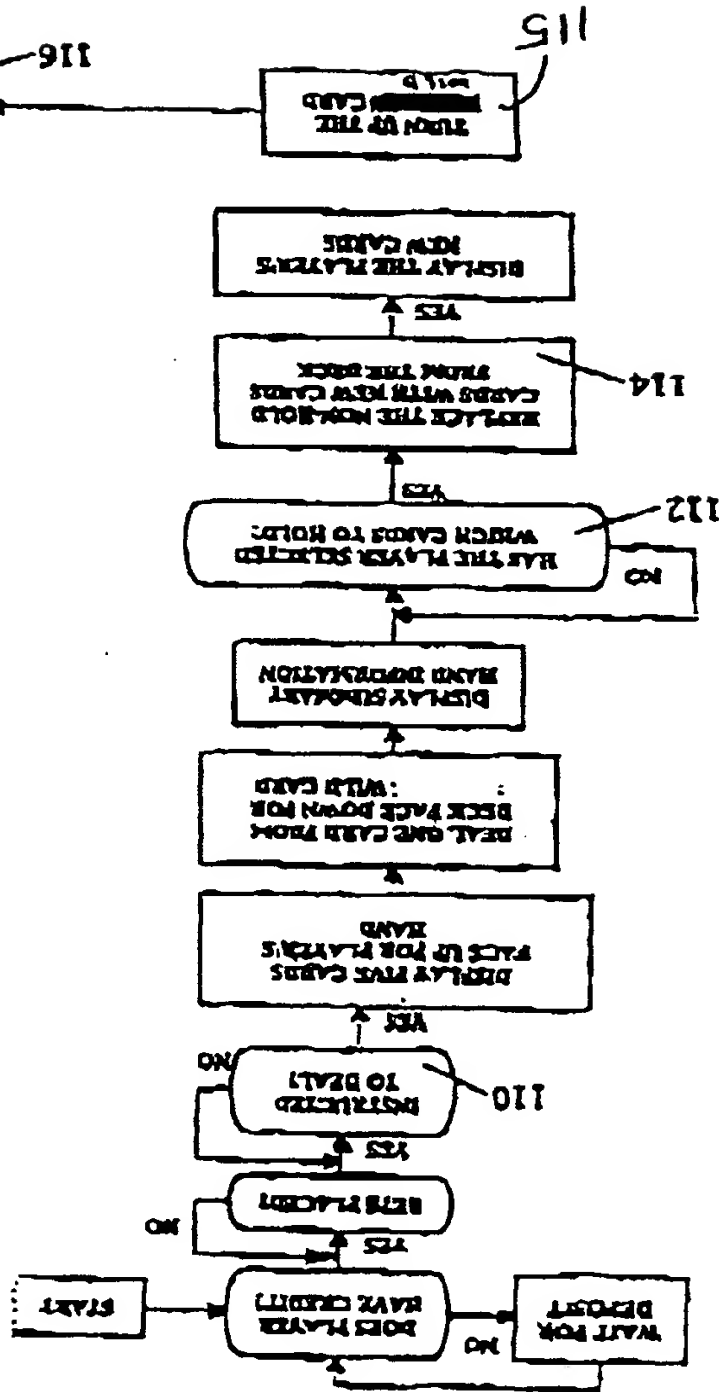 START
DOES PLAYER
HAVE CREDIT?
NO
WAIT FOR
DEPOSIT
YES
BETS PLACED?
NO
YES
INSTRUCTED
TO DEAL?
NO
110
YES
DISPLAY FIVE CARDS
FACE UP FOR PLAYER'S
HAND
DEAL ONE CARD FROM
DECK FACE DOWN FOR
WILD CARD
DISPLAY SUMMARY
HAND INFORMATION
HAS THE PLAYER SELECTED
WHICH CARDS TO HOLD?
NO
112
YES
REPLACE THE NON-HOLD
CARDS WITH NEW CARDS
FROM THE DECK
114
YES
DISPLAY THE PLAYER'S
NEW CARDS
TURN UP THE
CARD
WILD
115
116